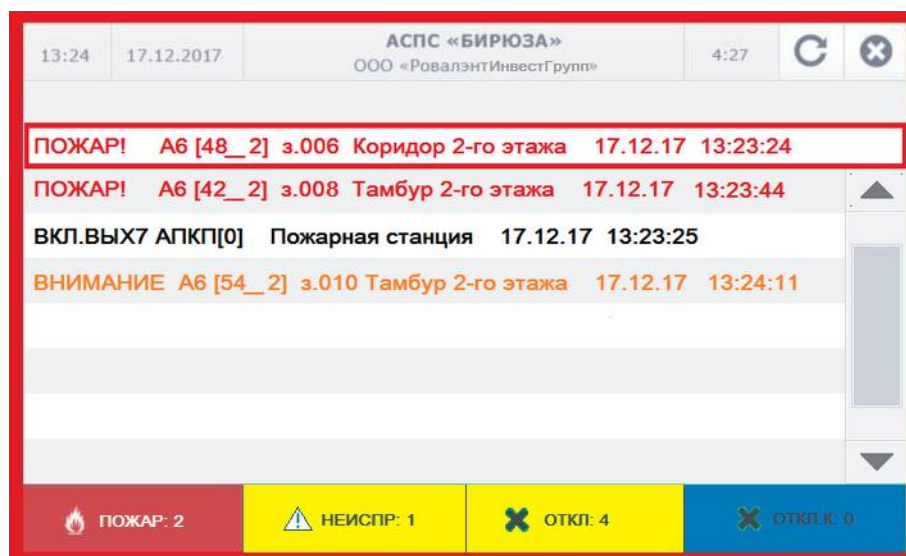 13:24 17.12.2017 АСПС «БИРЮЗА» 4:27
ООО «РовалэнтИнвестГрупп»
ПОЖАР! А6 [48__2] з.006 Коридор 2-го этажа 17.12.17 13:23:24
ПОЖАР! А6 [42__2] з.008 Тамбур 2-го этажа 17.12.17 13:23:44
ВКЛ.ВЫХ7 АПКП[0] Пожарная станция 17.12.17 13:23:25
ВНИМАНИЕ А6 [54__2] з.010 Тамбур 2-го этажа 17.12.17 13:24:11
ПОЖАР: 2 НЕИСПР: 1 ОТКЛ: 4 ОТКЛ.К: 0